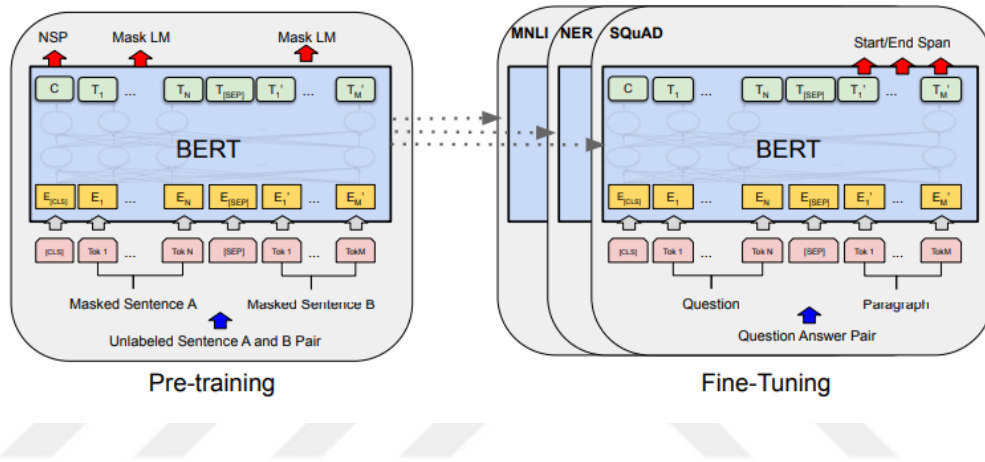 NSP Mask LM Mask LM
C T1 ... TN T[SEP] T1' ... TM'
BERT
E[CLS] E1 ... EN E[SEP] E1' ... EM'
[CLS] Tok 1 ... Tok N [SEP] Tok 1 ... TokM
Masked Sentence A Masked Sentence B
Unlabeled Sentence A and B Pair
Pre-training
MNLI NER SQuAD
Start/End Span
C T1 ... TN T[SEP] T1' ... TM'
BERT
E[CLS] E1 ... EN E[SEP] E1' ... EM'
[CLS] Tok 1 ... Tok N [SEP] Tok 1 ... TokM
Question Paragraph
Question Answer Pair
Fine-Tuning